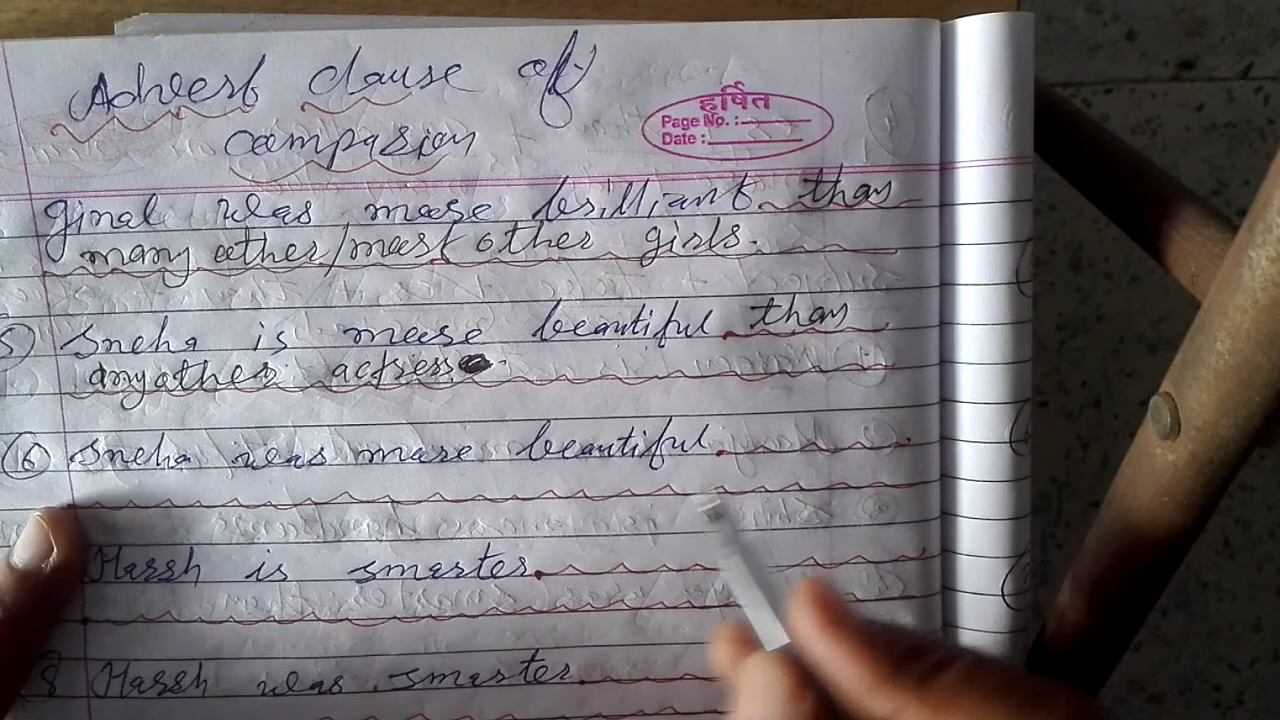 Adverb clause of
campasion
हर्षित
Page No. :
Date :
Ginal was more brilliant than
many other/most other girls.
5) Sneha is more beautiful than
any other actress.
6 Sneha was more beautiful.
Harsh is smarter.
8 Harsh was smarter